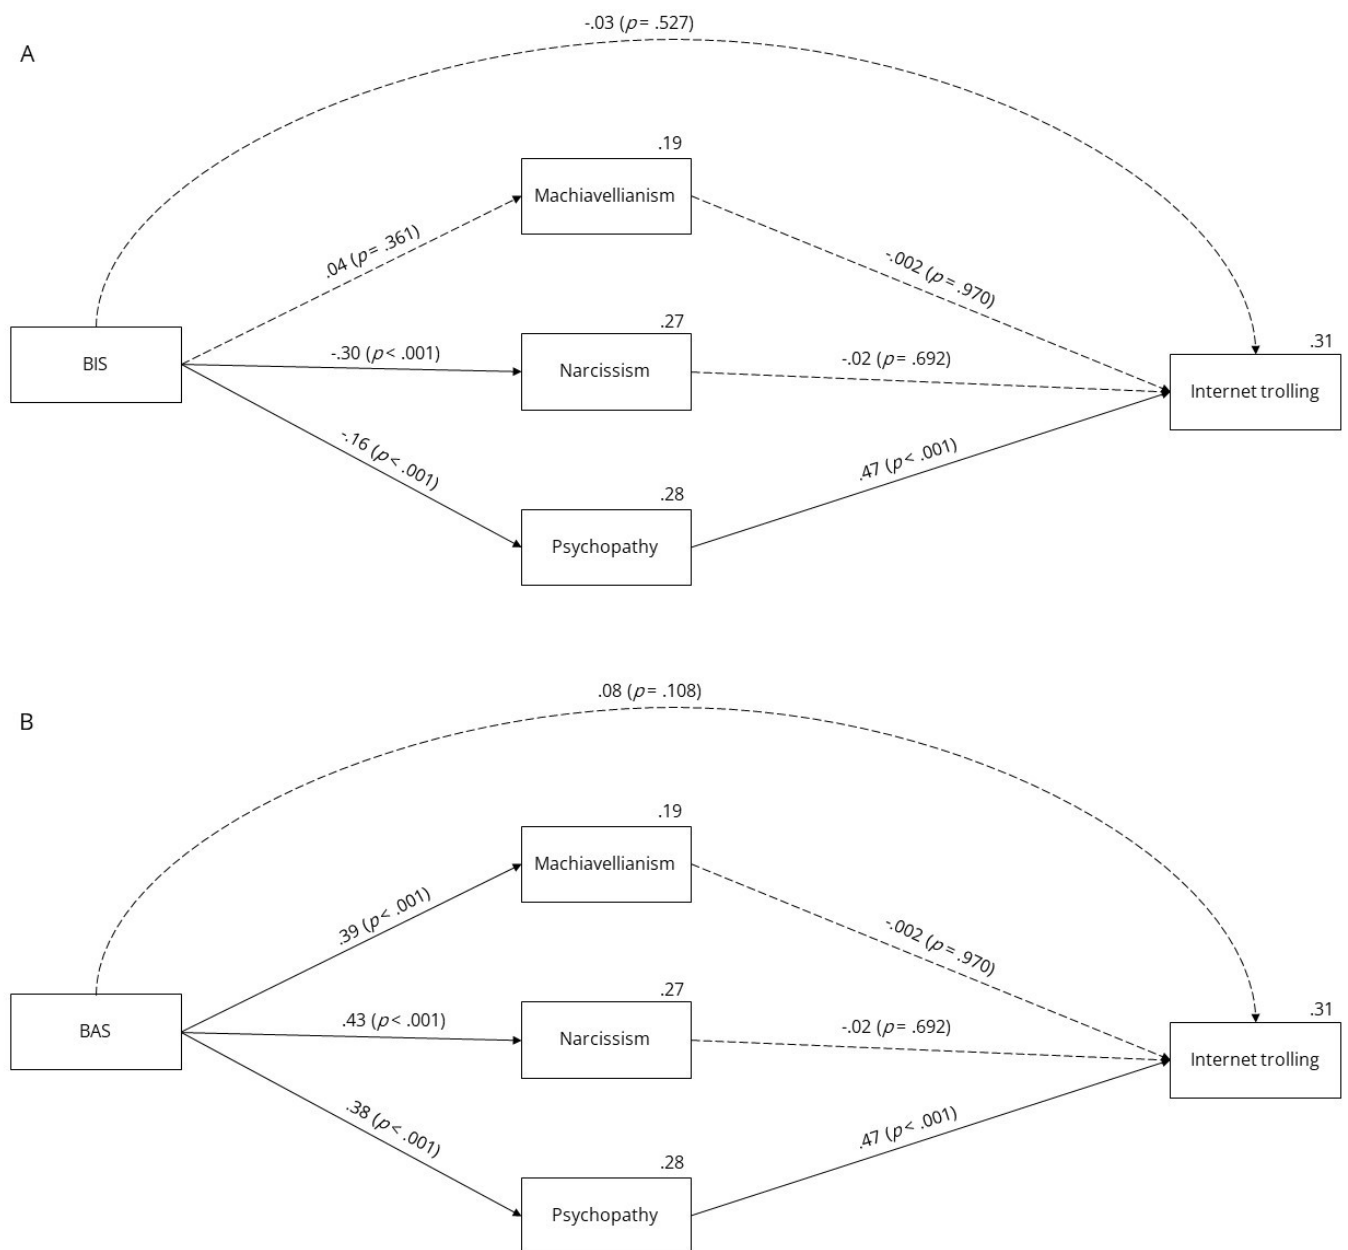 -.03 (p = .527)
A
.19
Machiavellianism
.04 (p = .361)
-.002 (p = .970)
.27
.31
BIS
-.30 (p < .001)
Narcissism
-.02 (p = .692)
Internet trolling
-.16 (p < .001)
.47 (p < .001)
.28
Psychopathy
.08 (p = .108)
B
.19
Machiavellianism
.39 (p < .001)
-.002 (p = .970)
.27
.31
BAS
.43 (p < .001)
Narcissism
-.02 (p = .692)
Internet trolling
.38 (p < .001)
.47 (p < .001)
.28
Psychopathy